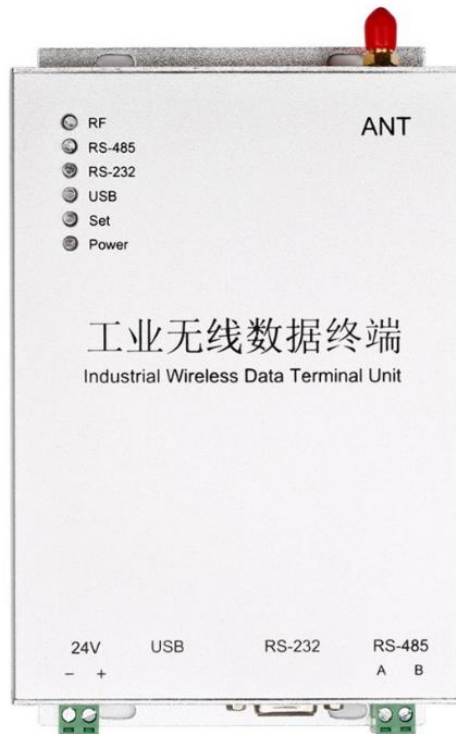 ANT
RF
RS-485
RS-232
USB
Set
Power
工业无线数据终端
Industrial Wireless Data Terminal Unit
24V USB RS-232 RS-485
− + A B